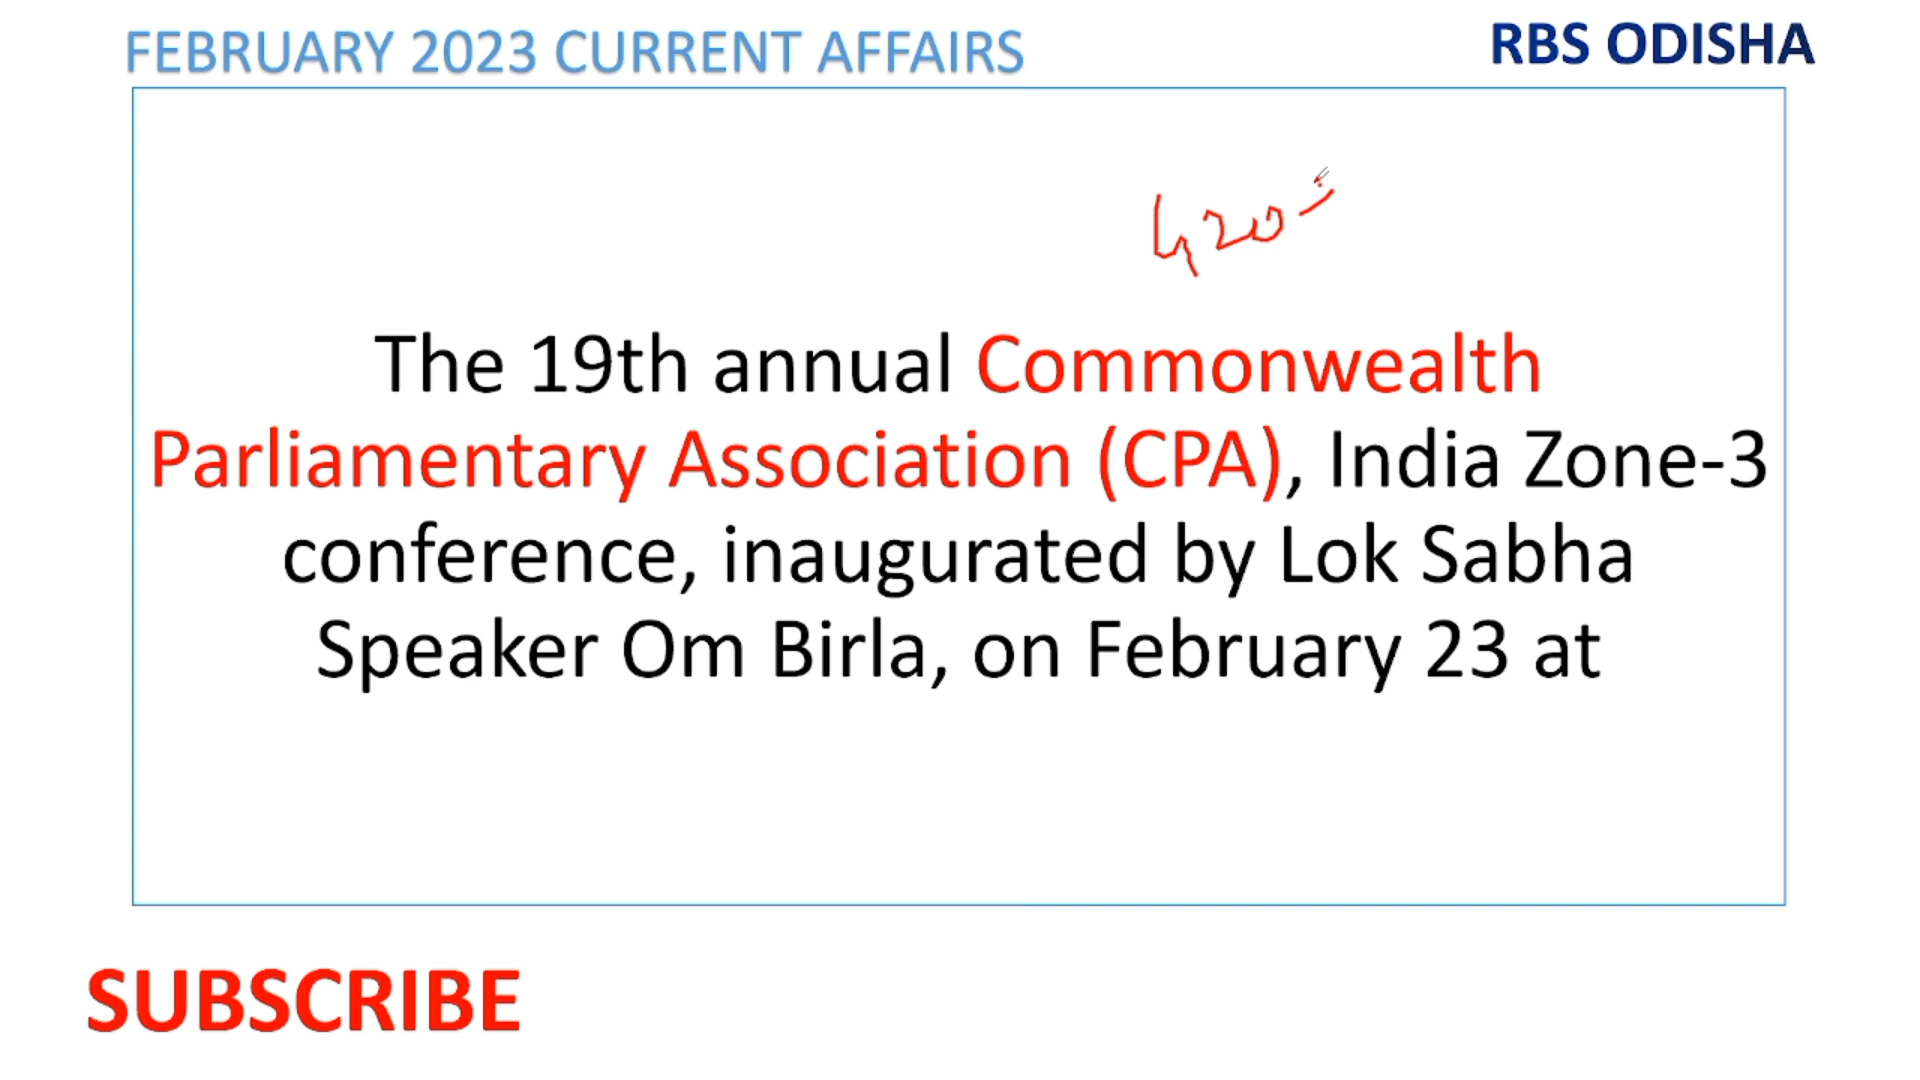 FEBRUARY 2023 CURRENT AFFAIRS
RBS ODISHA
The 19th annual Commonwealth
Parliamentary Association (CPA), India Zone-3
conference, inaugurated by Lok Sabha
Speaker Om Birla, on February 23 at
SUBSCRIBE